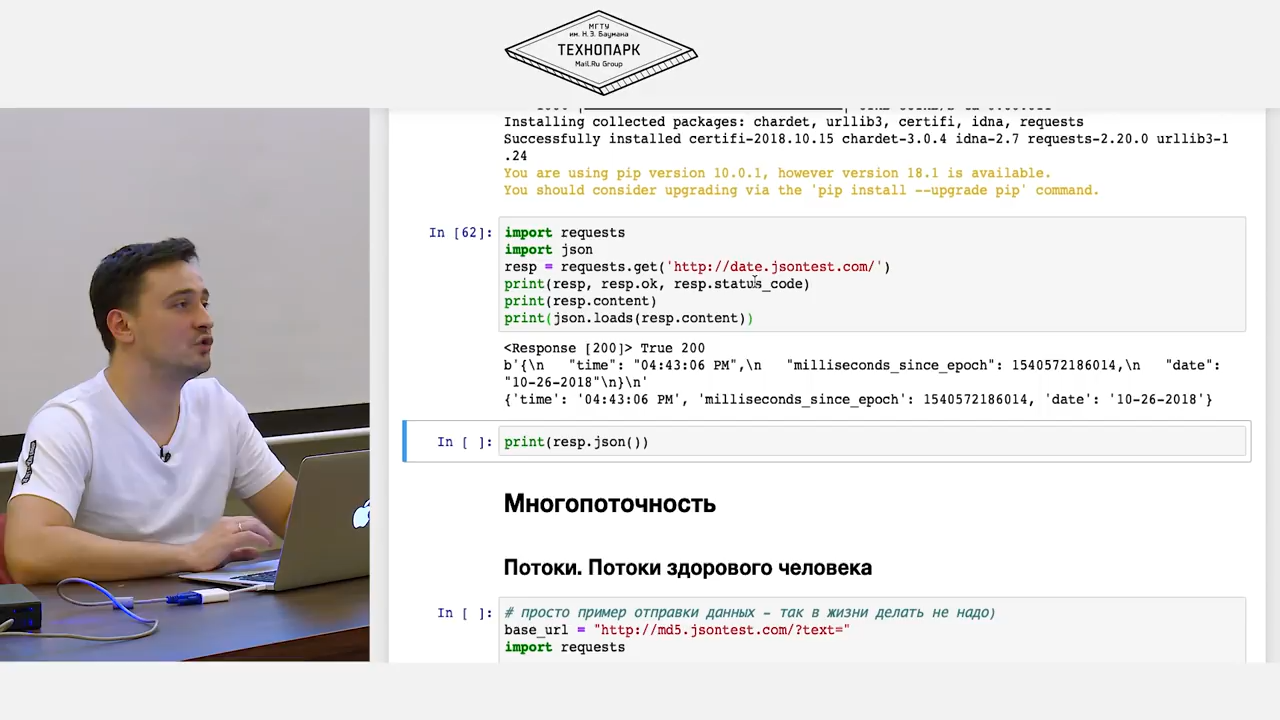 МГТУ
им. Н.Э. Баумана
ТЕХНОПАРК
Mail.Ru Group
Installing collected packages: chardet, urllib3, certifi, idna, requests
Successfully installed certifi-2018.10.15 chardet-3.0.4 idna-2.7 requests-2.20.0 urllib3-1
.24
You are using pip version 10.0.1, however version 18.1 is available.
You should consider upgrading via the 'pip install --upgrade pip' command.
In [62]: import requests
import json
resp = requests.get('http://date.jsontest.com/')
print(resp, resp.ok, resp.status_code)
print(resp.content)
print(json.loads(resp.content))
<Response [200]> True 200
b'{\n   "time": "04:43:06 PM",\n   "milliseconds_since_epoch": 1540572186014,\n   "date":
"10-26-2018"\n}\n'
{'time': '04:43:06 PM', 'milliseconds_since_epoch': 1540572186014, 'date': '10-26-2018'}
In [ ]: print(resp.json())
Многопоточность
Потоки. Потоки здорового человека
In [ ]: # просто пример отправки данных - так в жизни делать не надо)
base_url = "http://md5.jsontest.com/?text="
import requests